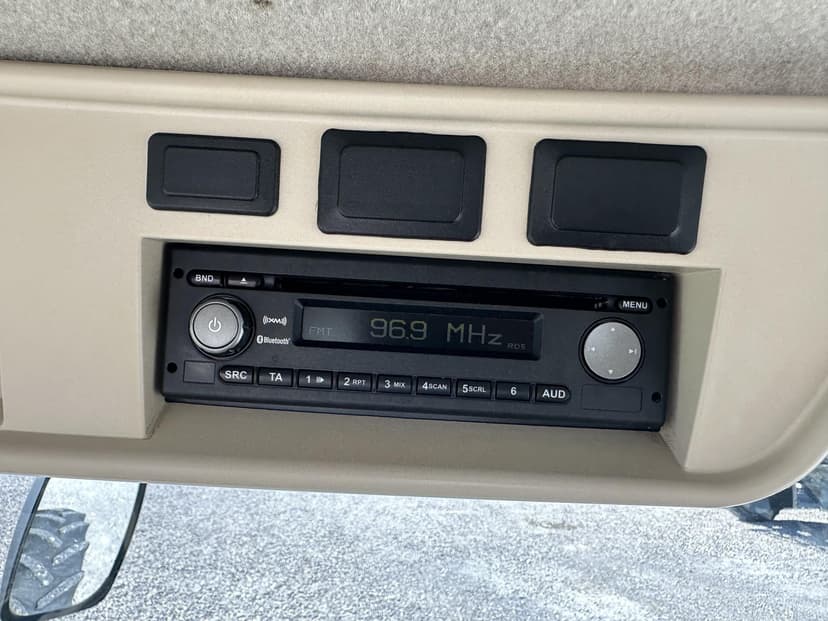 BND
MENU
((XM))
Bluetooth
FMT 96.9 MHz RDS
SRC TA 1 2 RPT 3 MIX 4 SCAN 5 SCRL 6 AUD